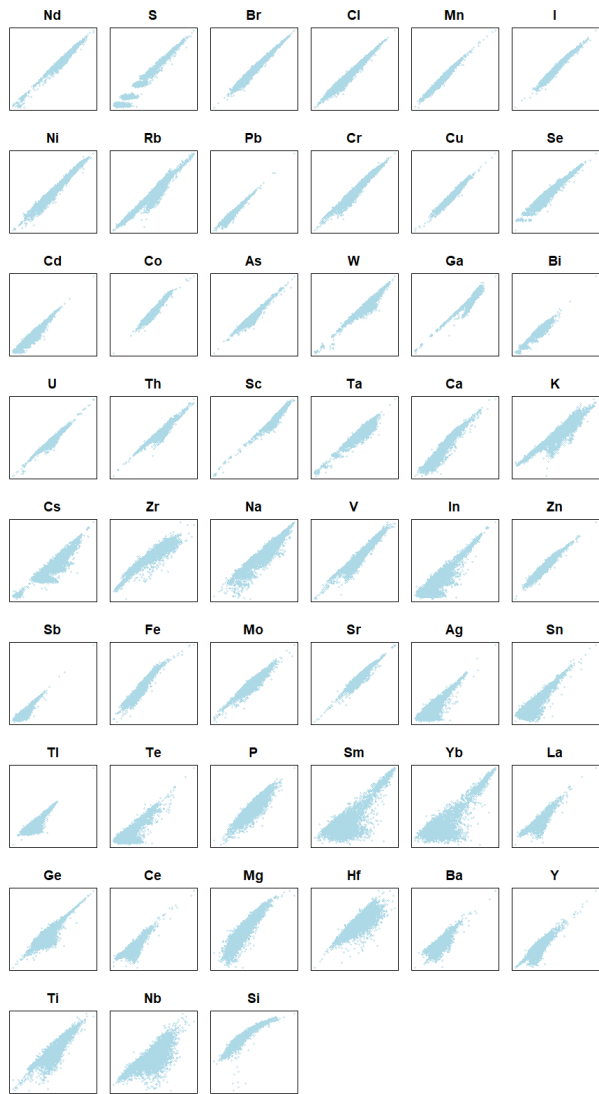 Nd S Br Cl Mn I
Ni Rb Pb Cr Cu Se
Cd Co As W Ga Bi
U Th Sc Ta Ca K
Cs Zr Na V In Zn
Sb Fe Mo Sr Ag Sn
Tl Te P Sm Yb La
Ge Ce Mg Hf Ba Y
Ti Nb Si